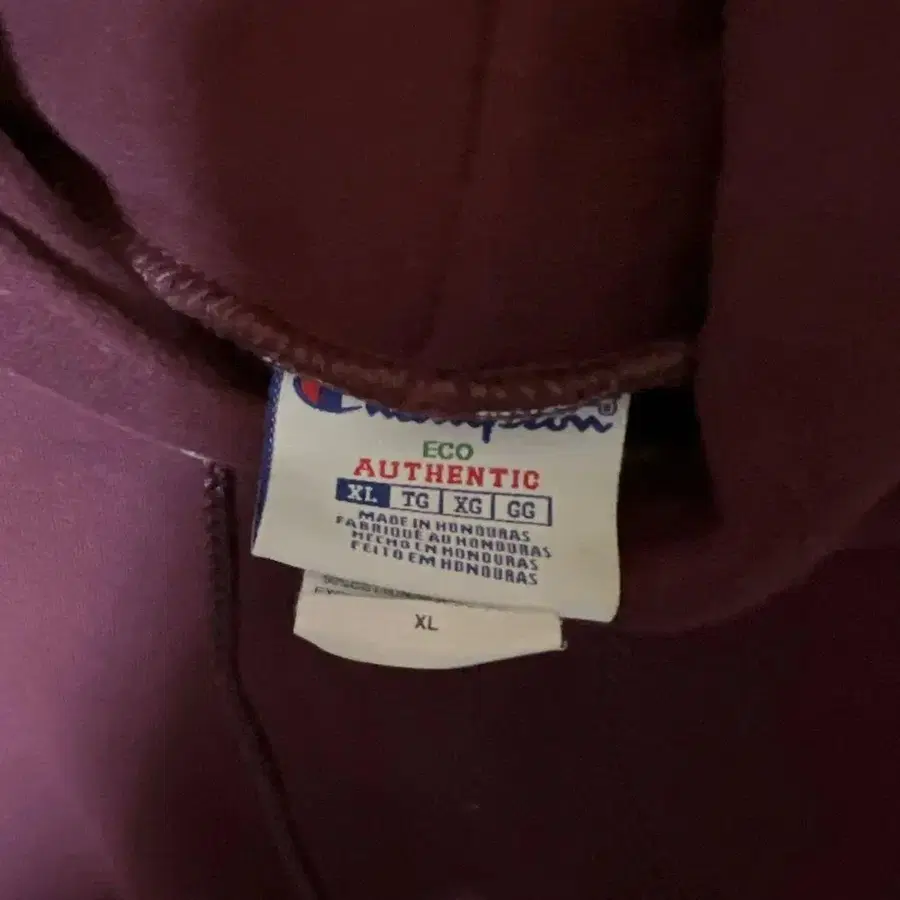 Champion®
ECO
AUTHENTIC
XL TG XG GG
MADE IN HONDURAS
FABRIQUÉ AU HONDURAS
HECHO EN HONDURAS
FEITO EM HONDURAS
XL